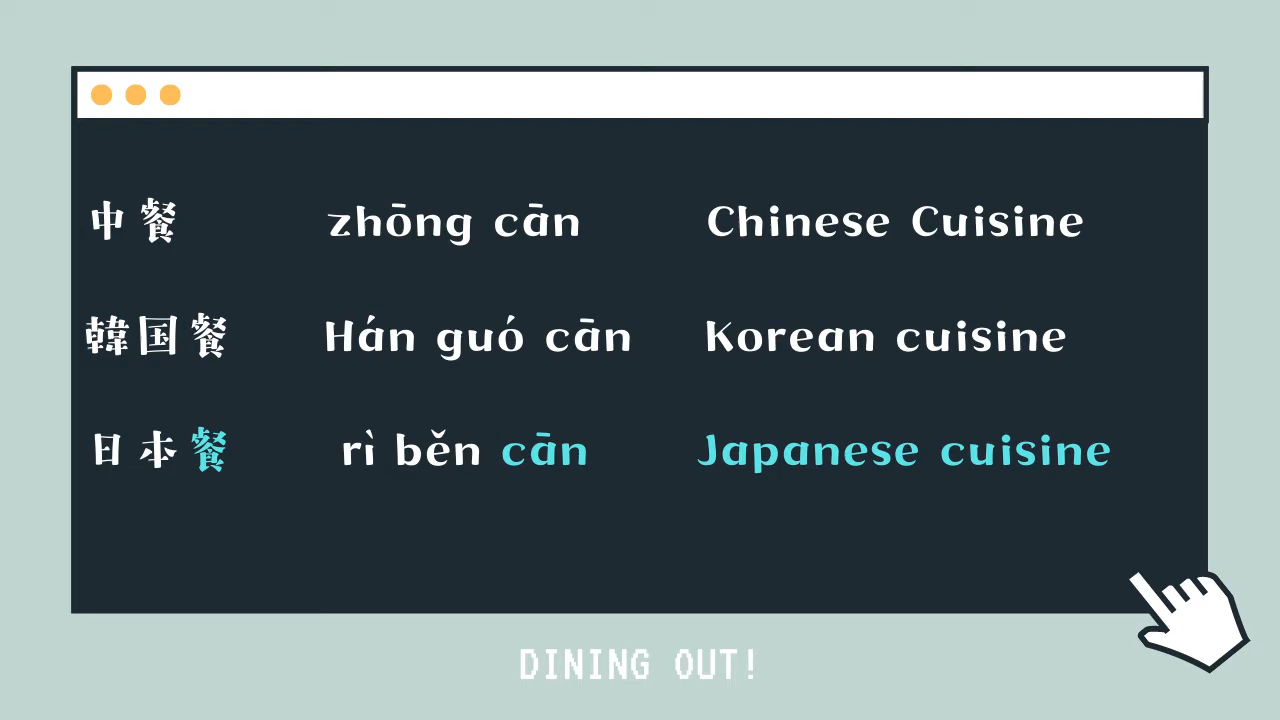 中餐 zhōng cān Chinese Cuisine
韓国餐 Hán guó cān Korean cuisine
日本餐 rì běn cān Japanese cuisine
DINING OUT!